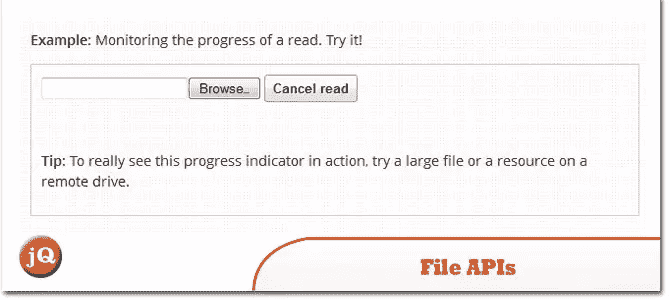 Example: Monitoring the progress of a read. Try it!
Browse... Cancel read
Tip: To really see this progress indicator in action, try a large file or a resource on a
remote drive.
jQ
File APIs